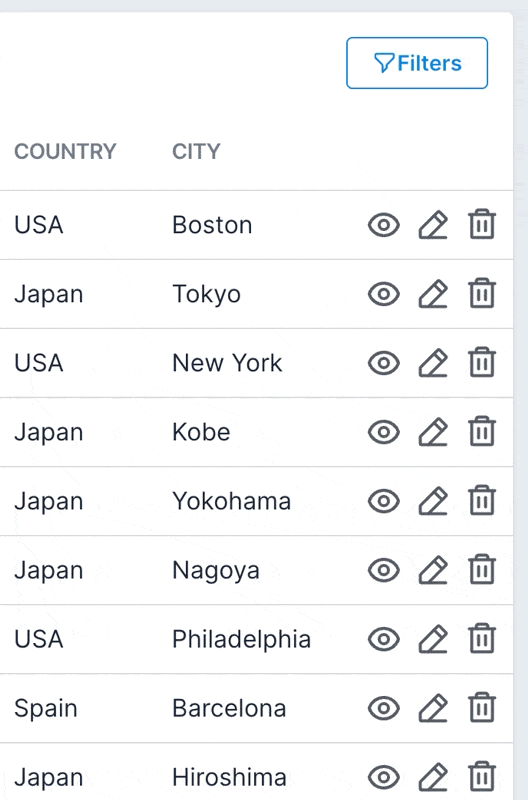 Filters
COUNTRY CITY
USA Boston
Japan Tokyo
USA New York
Japan Kobe
Japan Yokohama
Japan Nagoya
USA Philadelphia
Spain Barcelona
Japan Hiroshima